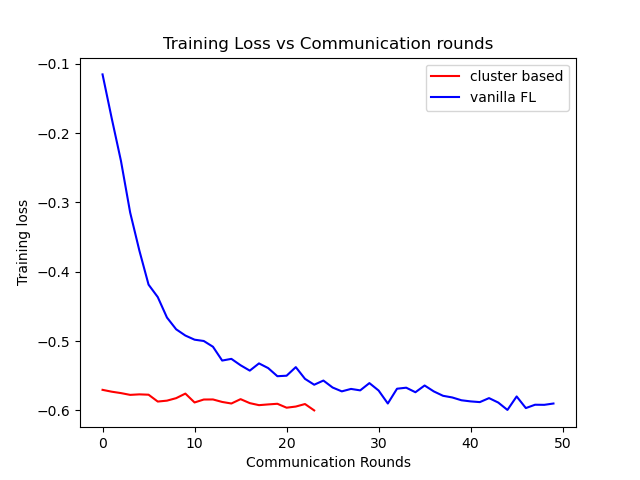 Training Loss vs Communication rounds
cluster based
vanilla FL
−0.1
−0.2
−0.3
−0.4
−0.5
−0.6
Training loss
0 10 20 30 40 50
Communication Rounds